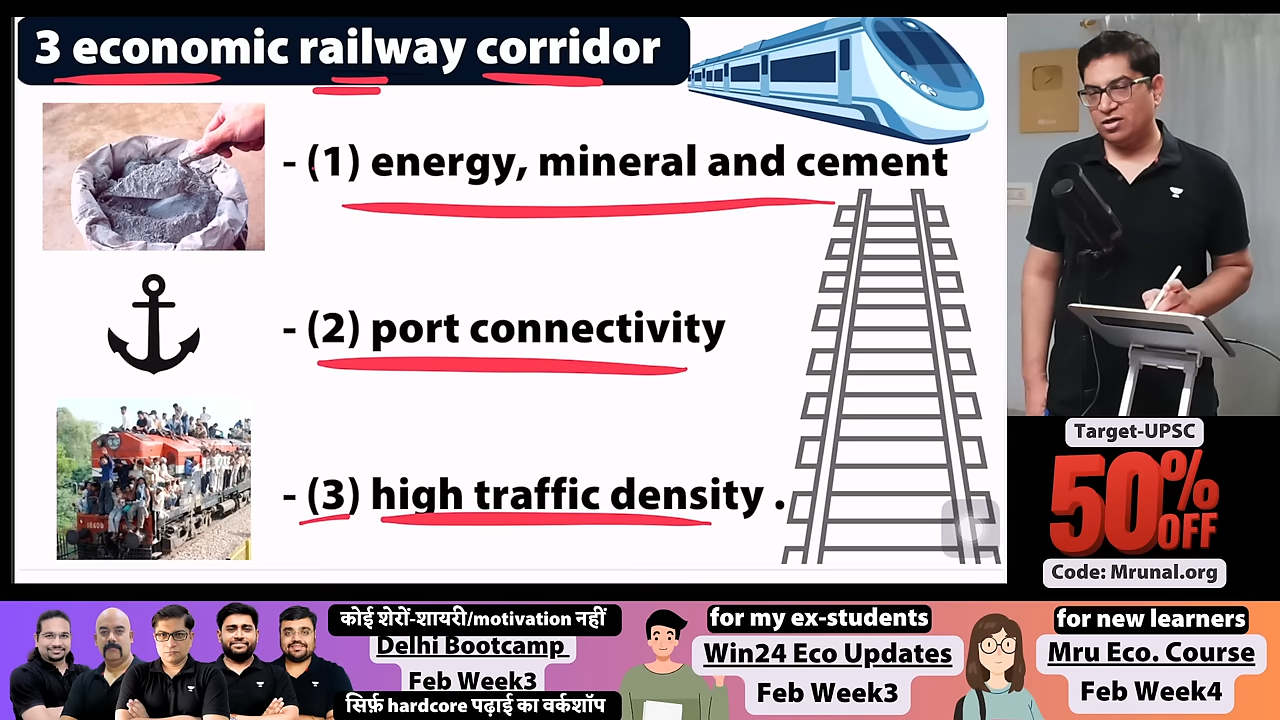 3 economic railway corridor
- (1) energy, mineral and cement
- (2) port connectivity
- (3) high traffic density .
Target-UPSC
50% OFF
Code: Mrunal.org
कोई शेरों-शायरी/motivation नहीं
Delhi Bootcamp
Feb Week3
सिर्फ़ hardcore पढ़ाई का वर्कशॉप
for my ex-students
Win24 Eco Updates
Feb Week3
for new learners
Mru Eco. Course
Feb Week4